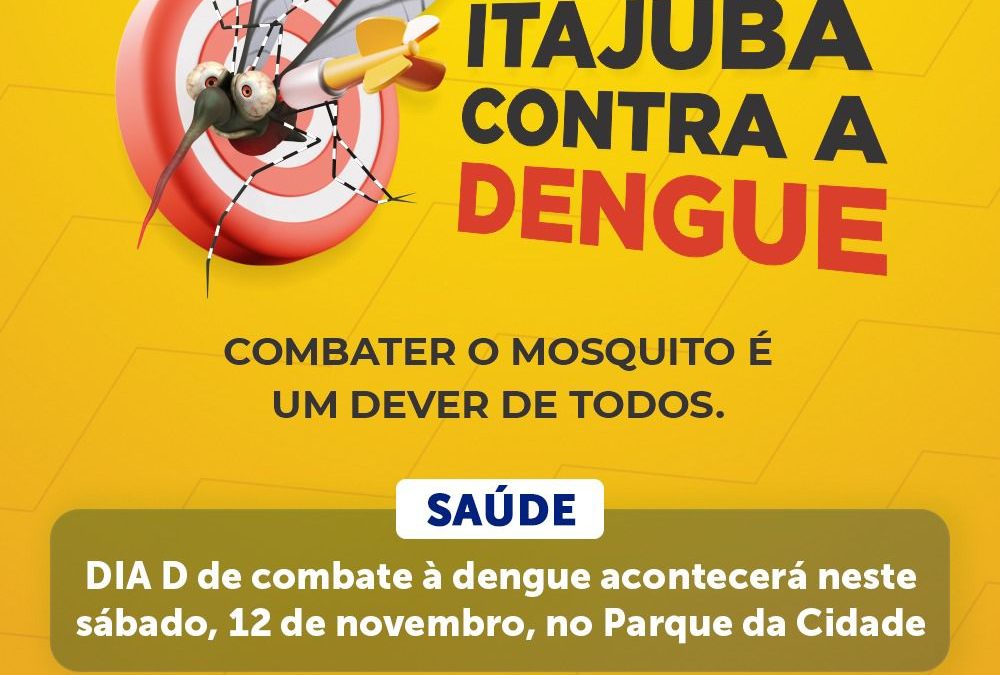 ITAJUBÁ
CONTRA A
DENGUE
COMBATER O MOSQUITO É
UM DEVER DE TODOS.
SAÚDE
DIA D de combate à dengue acontecerá neste
sábado, 12 de novembro, no Parque da Cidade